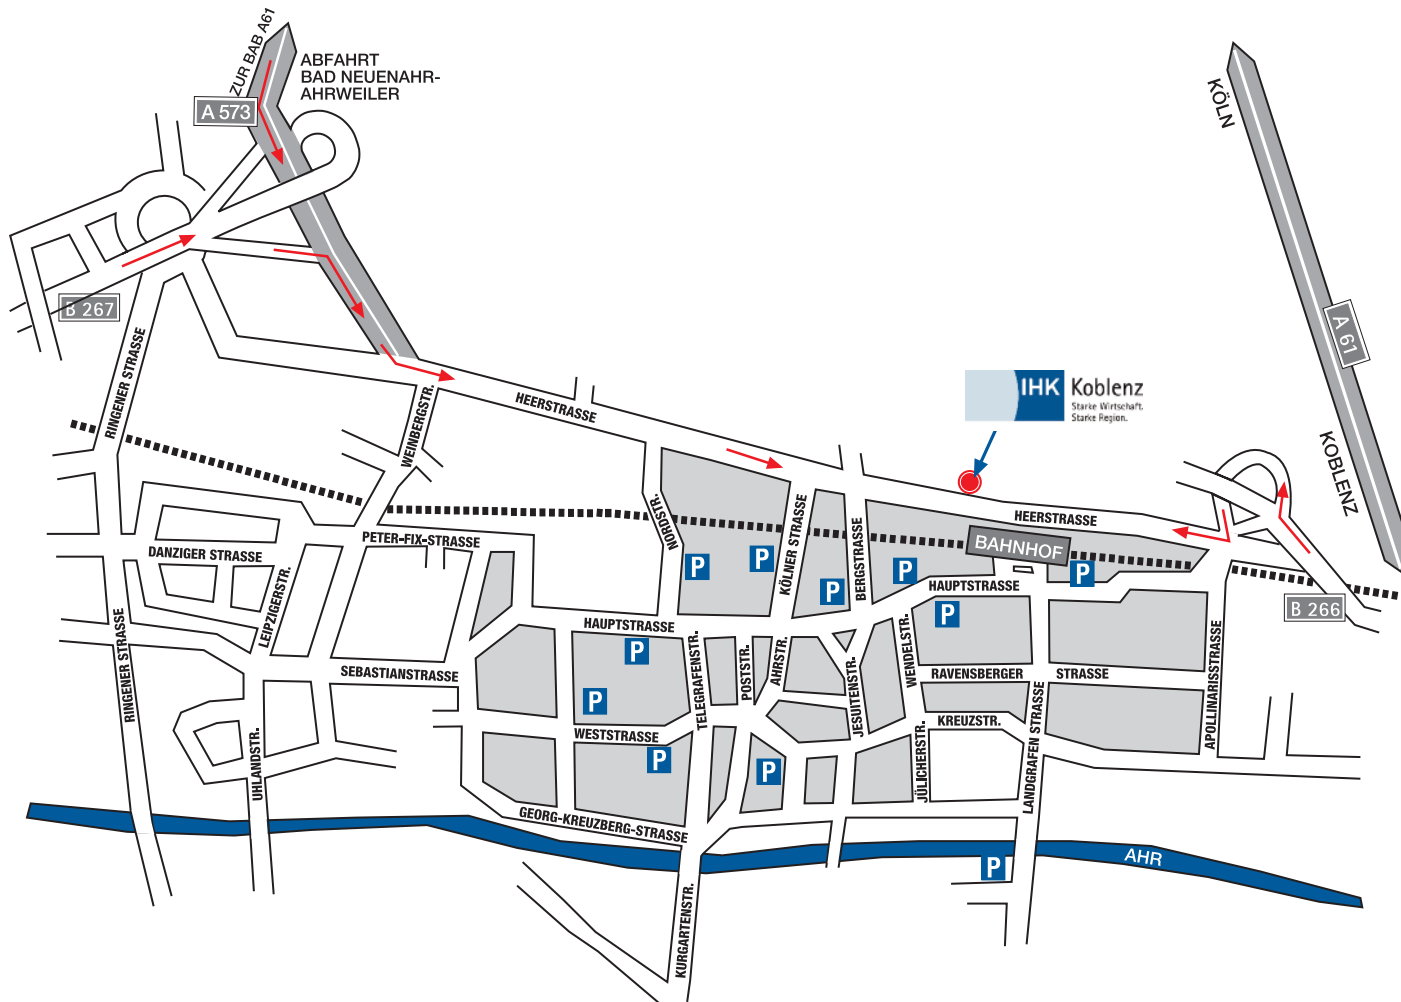 ZUR BAB A61
ABFAHRT
BAD NEUENAHR-
AHRWEILER
A 573
KÖLN
B 267
A 61
RINGENER STRASSE
WEINBERGSTR.
HEERSTRASSE
IHK Koblenz
Starke Wirtschaft.
Starke Region.
KOBLENZ
NORDSTR.
KÖLNER STRASSE
BERGSTRASSE
HEERSTRASSE
BAHNHOF
PETER-FIX-STRASSE
DANZIGER STRASSE
LEIPZIGERSTR.
P
P
P
P
P
HAUPTSTRASSE
B 266
RINGENER STRASSE
HAUPTSTRASSE
P
P
SEBASTIANSTRASSE
TELEGRAFENSTR.
POSTSTR.
AHRSTR.
JESUITENSTR.
WENDELSTR.
RAVENSBERGER STRASSE
APOLLINARISSTRASSE
P
WESTSTRASSE
KREUZSTR.
LANDGRAFEN STRASSE
UHLANDSTR.
P
P
JÜLICHERSTR.
GEORG-KREUZBERG-STRASSE
AHR
P
KURGARTENSTR.